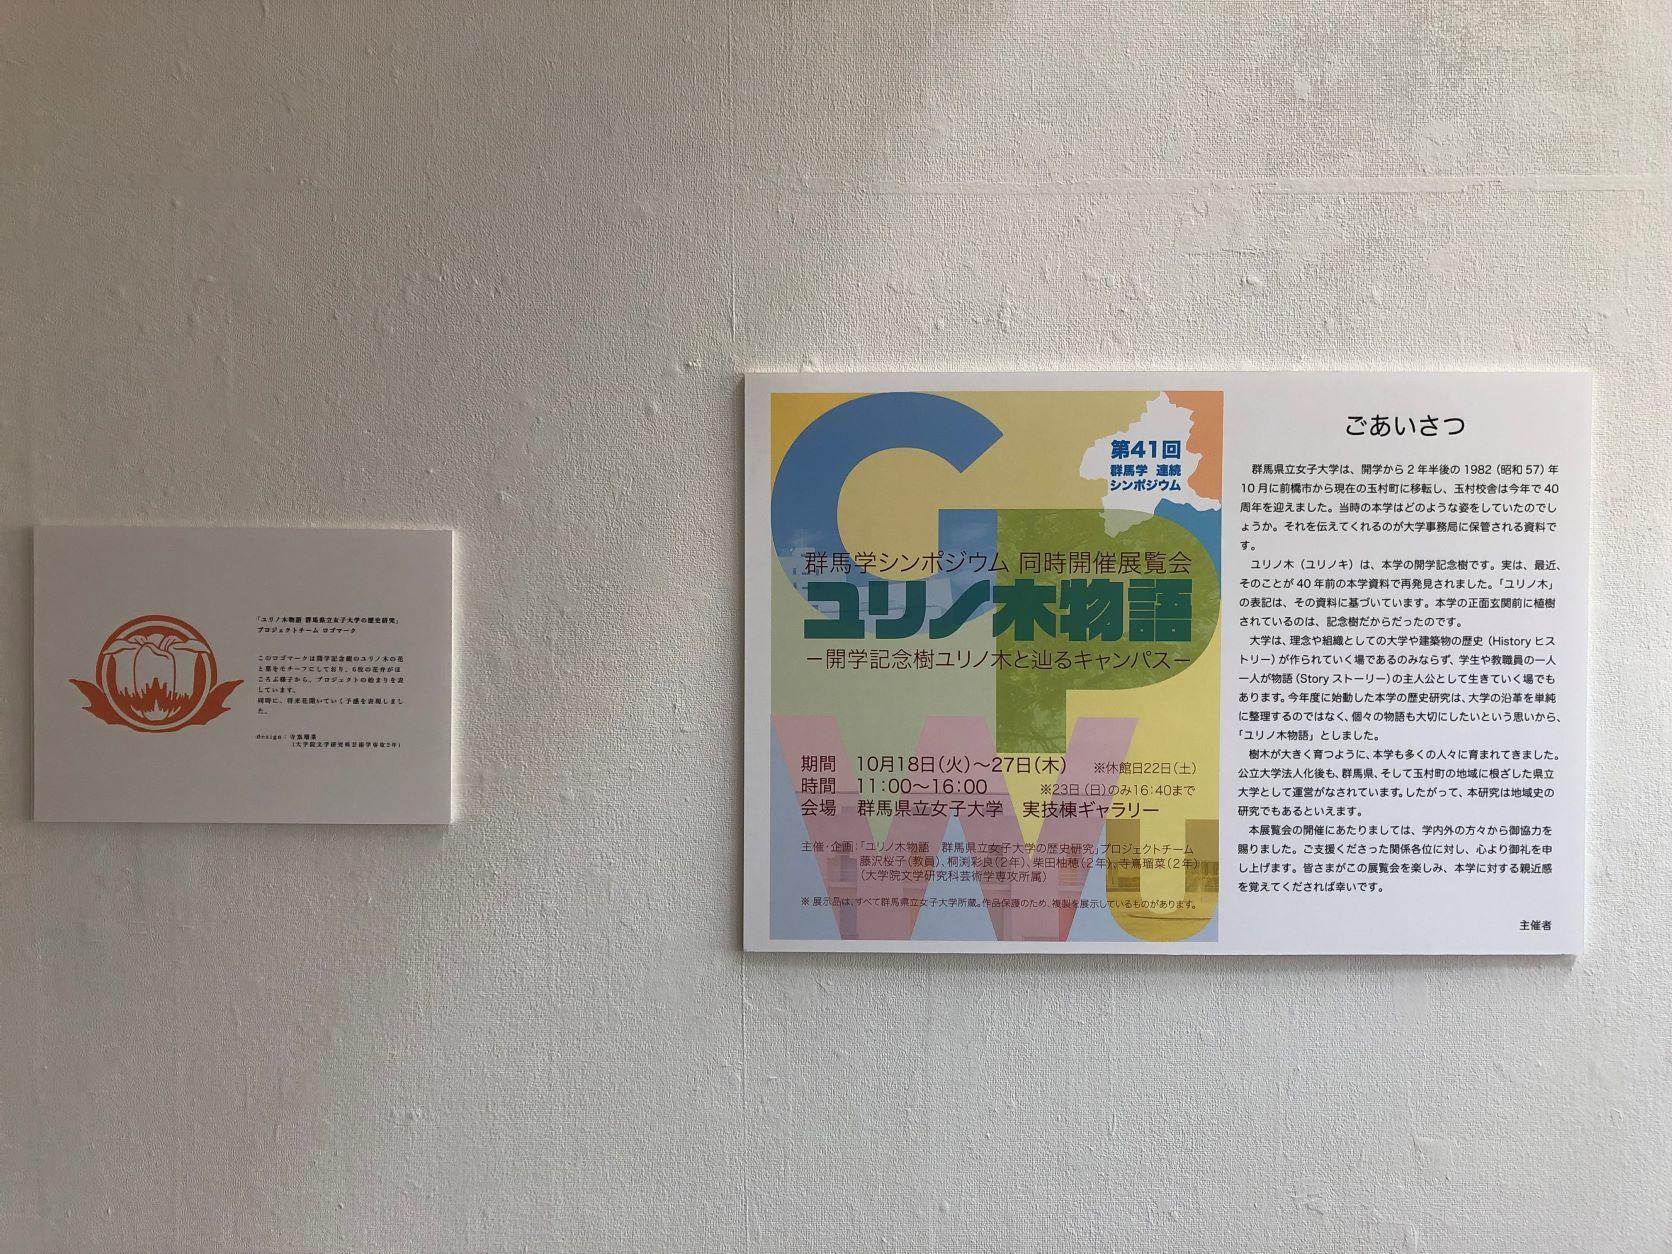 「ユリノ木物語 群馬県立女子大学の歴史研究」
プロジェクトチーム ロゴマーク
このロゴマークは開学記念樹のユリノ木の花
と葉をモチーフにしており、6枚の花弁がほ
ころぶ様子から、プロジェクトの始まりを表
しています。
同時に、将来花開いていく予感を表現しまし
た。
design：寺嶌瑠菜
（大学院文学研究科芸術学専攻2年）
第41回
群馬学 連続
シンポジウム
群馬学シンポジウム 同時開催展覧会
ユリノ木物語
－開学記念樹ユリノ木と辿るキャンパス－
期間 10月18日（火）～27日（木） ※休館日22日（土）
時間 11:00～16:00 ※23日（日）のみ16:40まで
会場 群馬県立女子大学 実技棟ギャラリー
主催・企画：「ユリノ木物語 群馬県立女子大学の歴史研究」プロジェクトチーム
藤沢桜子（教員）、桐渕彩良（2年）、柴田柚穂（2年）、寺嶌瑠菜（2年）
（大学院文学研究科芸術学専攻所属）
※ 展示品は、すべて群馬県立女子大学所蔵。作品保護のため、複製を展示しているものがあります。
GPWu
ごあいさつ
群馬県立女子大学は、開学から2年半後の1982（昭和57）年
10月に前橋市から現在の玉村町に移転し、玉村校舎は今年で40
周年を迎えました。当時の本学はどのような姿をしていたのでし
ょうか。それを伝えてくれるのが大学事務局に保管される資料で
す。
ユリノ木（ユリノキ）は、本学の開学記念樹です。実は、最近、
そのことが40年前の本学資料で再発見されました。「ユリノ木」
の表記は、その資料に基づいています。本学の正面玄関前に植樹
されているのは、記念樹だからだったのです。
大学は、理念や組織としての大学や建築物の歴史（Historyヒス
トリー）が作られていく場であるのみならず、学生や教職員の一人
一人が物語（Storyストーリー）の主人公として生きていく場でも
あります。今年度に始動した本学の歴史研究は、大学の沿革を単純
に整理するのではなく、個々の物語も大切にしたいという思いから、
「ユリノ木物語」としました。
樹木が大きく育つように、本学も多くの人々に育まれてきました。
公立大学法人化後も、群馬県、そして玉村町の地域に根ざした県立
大学として運営がなされています。したがって、本研究は地域史の
研究でもあるといえます。
本展覧会の開催にあたりましては、学内外の方々から御協力を
賜りました。ご支援くださった関係各位に対し、心より御礼を申
し上げます。皆さまがこの展覧会を楽しみ、本学に対する親近感
を覚えてくだされば幸いです。
主催者